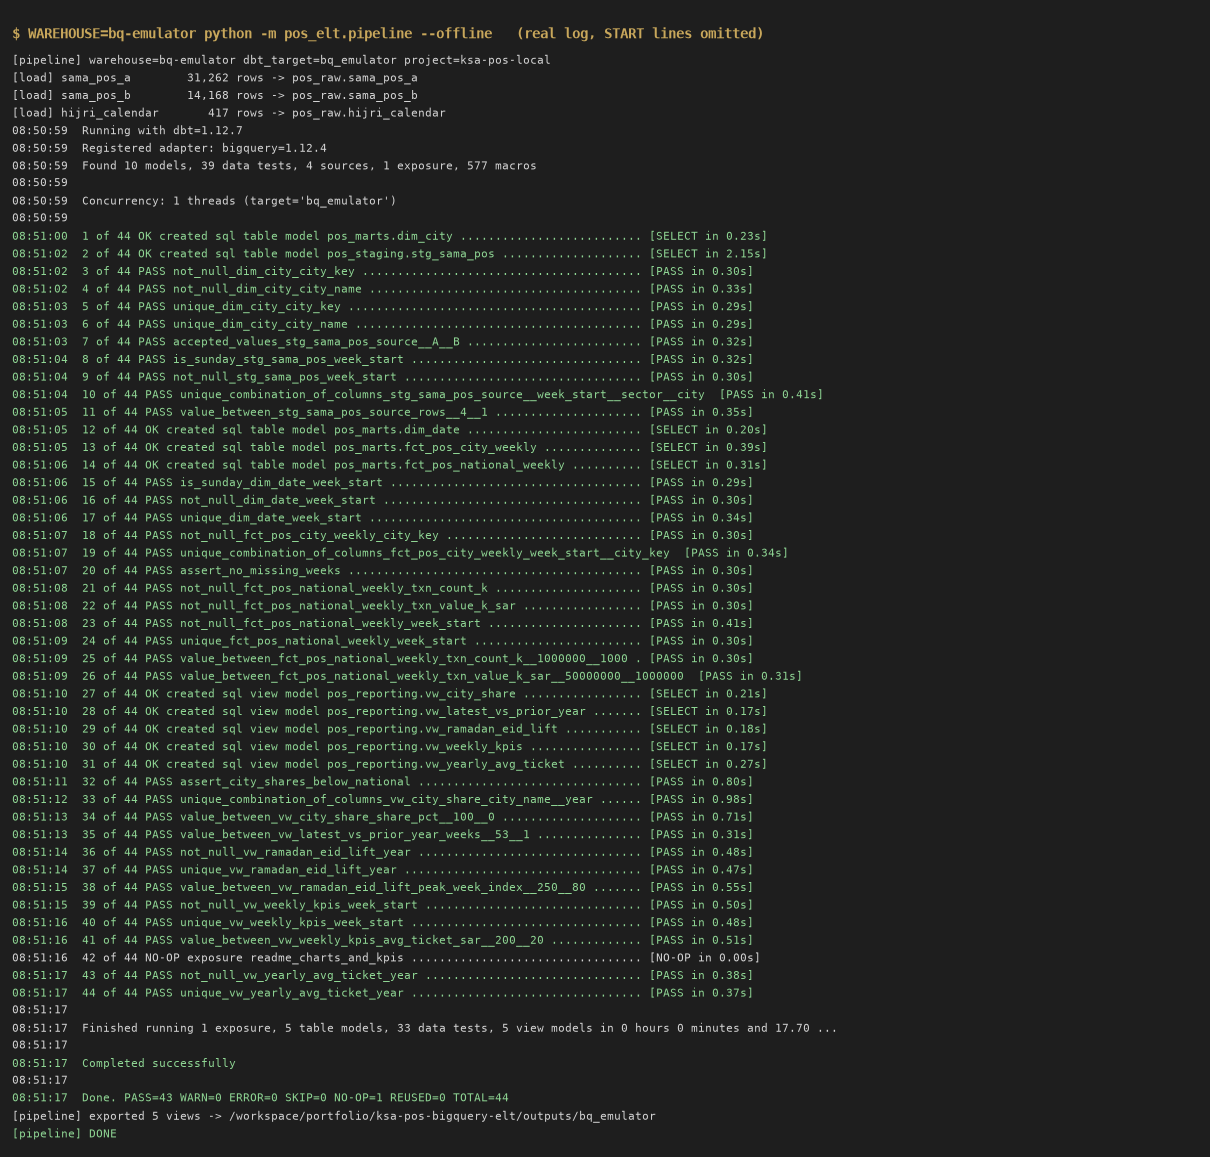 $ WAREHOUSE=bq-emulator python -m pos_elt.pipeline --offline   (real log, START lines omitted)
[pipeline] warehouse=bq-emulator dbt_target=bq_emulator project=ksa-pos-local
[load] sama_pos_a        31,262 rows -> pos_raw.sama_pos_a
[load] sama_pos_b        14,168 rows -> pos_raw.sama_pos_b
[load] hijri_calendar       417 rows -> pos_raw.hijri_calendar
08:50:59  Running with dbt=1.12.7
08:50:59  Registered adapter: bigquery=1.12.4
08:50:59  Found 10 models, 39 data tests, 4 sources, 1 exposure, 577 macros
08:50:59
08:50:59  Concurrency: 1 threads (target='bq_emulator')
08:50:59
08:51:00  1 of 44 OK created sql table model pos_marts.dim_city .......................... [SELECT in 0.23s]
08:51:02  2 of 44 OK created sql table model pos_staging.stg_sama_pos .................... [SELECT in 2.15s]
08:51:02  3 of 44 PASS not_null_dim_city_city_key ........................................ [PASS in 0.30s]
08:51:02  4 of 44 PASS not_null_dim_city_city_name ....................................... [PASS in 0.33s]
08:51:03  5 of 44 PASS unique_dim_city_city_key .......................................... [PASS in 0.29s]
08:51:03  6 of 44 PASS unique_dim_city_city_name ......................................... [PASS in 0.29s]
08:51:03  7 of 44 PASS accepted_values_stg_sama_pos_source__A__B ......................... [PASS in 0.32s]
08:51:04  8 of 44 PASS is_sunday_stg_sama_pos_week_start ................................. [PASS in 0.32s]
08:51:04  9 of 44 PASS not_null_stg_sama_pos_week_start .................................. [PASS in 0.30s]
08:51:04  10 of 44 PASS unique_combination_of_columns_stg_sama_pos_source__week_start__sector__city  [PASS in 0.41s]
08:51:05  11 of 44 PASS value_between_stg_sama_pos_source_rows__4__1 ..................... [PASS in 0.35s]
08:51:05  12 of 44 OK created sql table model pos_marts.dim_date ......................... [SELECT in 0.20s]
08:51:05  13 of 44 OK created sql table model pos_marts.fct_pos_city_weekly .............. [SELECT in 0.39s]
08:51:06  14 of 44 OK created sql table model pos_marts.fct_pos_national_weekly .......... [SELECT in 0.31s]
08:51:06  15 of 44 PASS is_sunday_dim_date_week_start .................................... [PASS in 0.29s]
08:51:06  16 of 44 PASS not_null_dim_date_week_start ..................................... [PASS in 0.30s]
08:51:06  17 of 44 PASS unique_dim_date_week_start ....................................... [PASS in 0.34s]
08:51:07  18 of 44 PASS not_null_fct_pos_city_weekly_city_key ............................ [PASS in 0.30s]
08:51:07  19 of 44 PASS unique_combination_of_columns_fct_pos_city_weekly_week_start__city_key  [PASS in 0.34s]
08:51:07  20 of 44 PASS assert_no_missing_weeks .......................................... [PASS in 0.30s]
08:51:08  21 of 44 PASS not_null_fct_pos_national_weekly_txn_count_k ..................... [PASS in 0.30s]
08:51:08  22 of 44 PASS not_null_fct_pos_national_weekly_txn_value_k_sar ................. [PASS in 0.30s]
08:51:08  23 of 44 PASS not_null_fct_pos_national_weekly_week_start ...................... [PASS in 0.41s]
08:51:09  24 of 44 PASS unique_fct_pos_national_weekly_week_start ........................ [PASS in 0.30s]
08:51:09  25 of 44 PASS value_between_fct_pos_national_weekly_txn_count_k__1000000__1000 . [PASS in 0.30s]
08:51:09  26 of 44 PASS value_between_fct_pos_national_weekly_txn_value_k_sar__50000000__1000000  [PASS in 0.31s]
08:51:10  27 of 44 OK created sql view model pos_reporting.vw_city_share ................. [SELECT in 0.21s]
08:51:10  28 of 44 OK created sql view model pos_reporting.vw_latest_vs_prior_year ....... [SELECT in 0.17s]
08:51:10  29 of 44 OK created sql view model pos_reporting.vw_ramadan_eid_lift ........... [SELECT in 0.18s]
08:51:10  30 of 44 OK created sql view model pos_reporting.vw_weekly_kpis ................ [SELECT in 0.17s]
08:51:10  31 of 44 OK created sql view model pos_reporting.vw_yearly_avg_ticket .......... [SELECT in 0.27s]
08:51:11  32 of 44 PASS assert_city_shares_below_national ................................ [PASS in 0.80s]
08:51:12  33 of 44 PASS unique_combination_of_columns_vw_city_share_city_name__year ...... [PASS in 0.98s]
08:51:13  34 of 44 PASS value_between_vw_city_share_share_pct__100__0 .................... [PASS in 0.71s]
08:51:13  35 of 44 PASS value_between_vw_latest_vs_prior_year_weeks__53__1 ............... [PASS in 0.31s]
08:51:14  36 of 44 PASS not_null_vw_ramadan_eid_lift_year ................................ [PASS in 0.48s]
08:51:14  37 of 44 PASS unique_vw_ramadan_eid_lift_year .................................. [PASS in 0.47s]
08:51:15  38 of 44 PASS value_between_vw_ramadan_eid_lift_peak_week_index__250__80 ....... [PASS in 0.55s]
08:51:15  39 of 44 PASS not_null_vw_weekly_kpis_week_start ............................... [PASS in 0.50s]
08:51:16  40 of 44 PASS unique_vw_weekly_kpis_week_start ................................. [PASS in 0.48s]
08:51:16  41 of 44 PASS value_between_vw_weekly_kpis_avg_ticket_sar__200__20 ............. [PASS in 0.51s]
08:51:16  42 of 44 NO-OP exposure readme_charts_and_kpis ................................. [NO-OP in 0.00s]
08:51:17  43 of 44 PASS not_null_vw_yearly_avg_ticket_year ............................... [PASS in 0.38s]
08:51:17  44 of 44 PASS unique_vw_yearly_avg_ticket_year ................................. [PASS in 0.37s]
08:51:17
08:51:17  Finished running 1 exposure, 5 table models, 33 data tests, 5 view models in 0 hours 0 minutes and 17.70 ...
08:51:17
08:51:17  Completed successfully
08:51:17
08:51:17  Done. PASS=43 WARN=0 ERROR=0 SKIP=0 NO-OP=1 REUSED=0 TOTAL=44
[pipeline] exported 5 views -> /workspace/portfolio/ksa-pos-bigquery-elt/outputs/bq_emulator
[pipeline] DONE